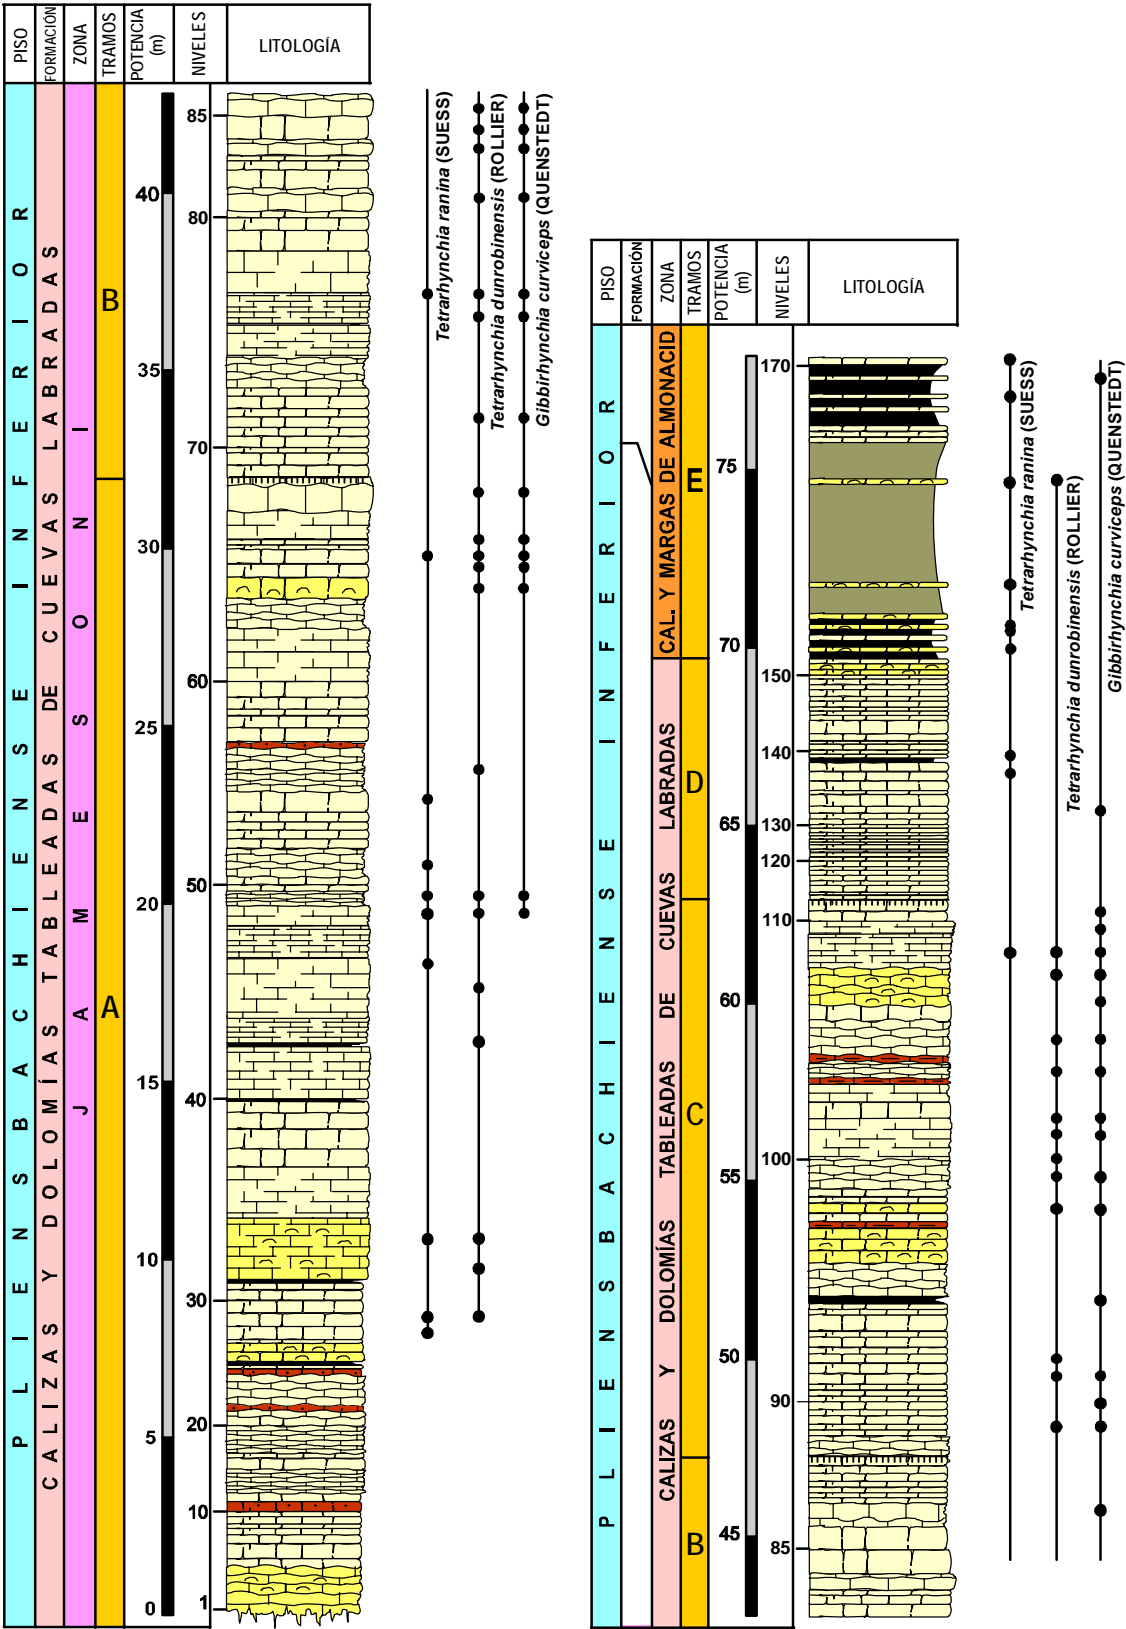 PISO
FORMACIÓN
ZONA
TRAMOS
POTENCIA
(m)
NIVELES
LITOLOGÍA
PLIENSBACHIENSE INFERIOR
CALIZAS Y DOLOMÍAS TABLEADAS DE CUEVAS LABRADAS
ZONA JAMESONI
B
A
40
35
30
25
20
15
10
5
0
85
80
70
60
50
40
30
20
10
1
Tetrarhynchia ranina (SUESS)
Tetrarhynchia dunrobinensis (ROLLIER)
Gibbirhynchia curviceps (QUENSTEDT)
PISO
FORMACIÓN
ZONA
TRAMOS
POTENCIA
(m)
NIVELES
LITOLOGÍA
PLIENSBACHIENSE INFERIOR
CAL. Y MARGAS DE ALMONACID
CALIZAS Y DOLOMÍAS TABLEADAS DE CUEVAS LABRADAS
E
D
C
B
75
70
65
60
55
50
45
170
150
140
130
120
110
100
90
85
Tetrarhynchia ranina (SUESS)
Tetrarhynchia dunrobinensis (ROLLIER)
Gibbirhynchia curviceps (QUENSTEDT)